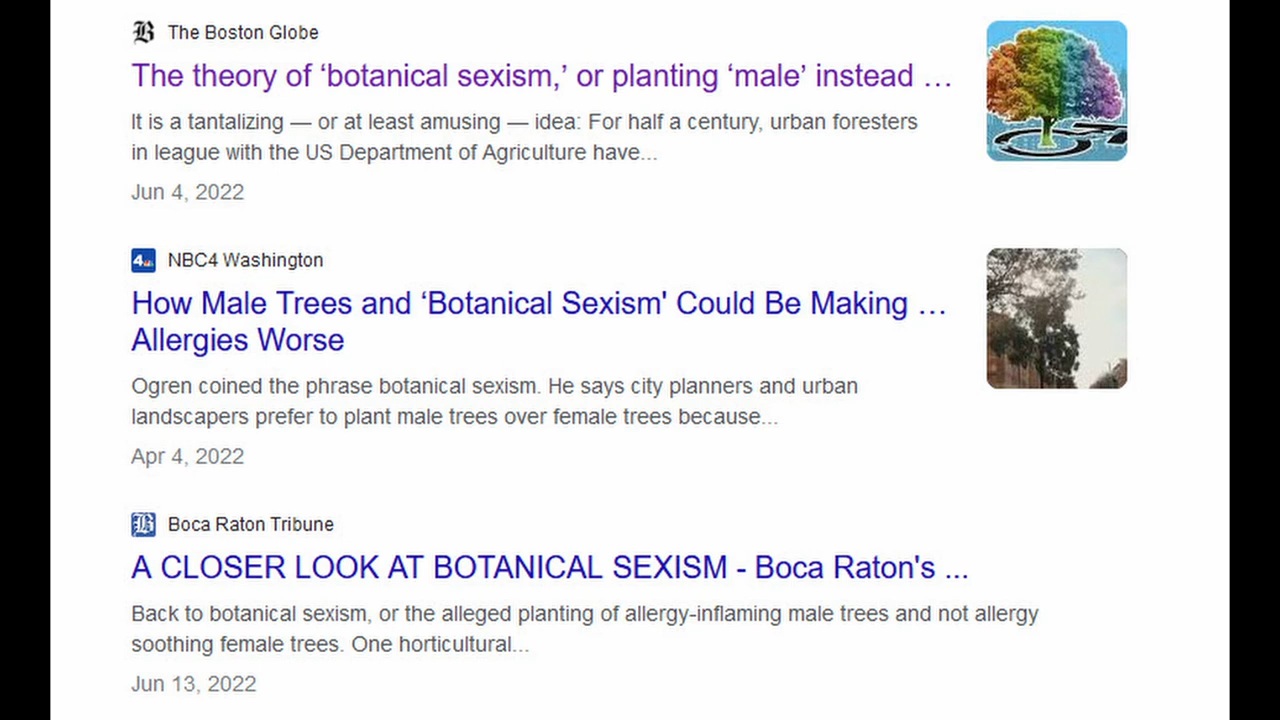 The Boston Globe
The theory of ‘botanical sexism,’ or planting ‘male’ instead ...
It is a tantalizing — or at least amusing — idea: For half a century, urban foresters
in league with the US Department of Agriculture have...
Jun 4, 2022
4
NBC4 Washington
How Male Trees and ‘Botanical Sexism' Could Be Making ...
Allergies Worse
Ogren coined the phrase botanical sexism. He says city planners and urban
landscapers prefer to plant male trees over female trees because...
Apr 4, 2022
Boca Raton Tribune
A CLOSER LOOK AT BOTANICAL SEXISM - Boca Raton's ...
Back to botanical sexism, or the alleged planting of allergy-inflaming male trees and not allergy
soothing female trees. One horticultural...
Jun 13, 2022